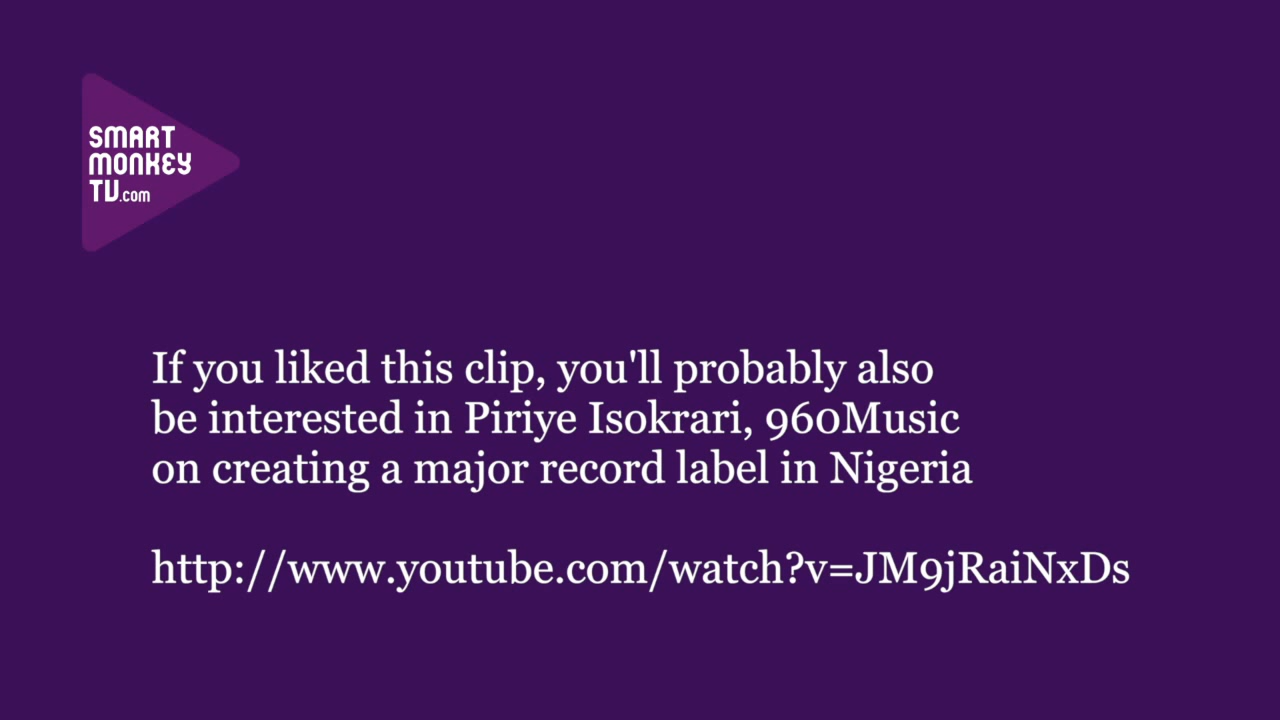 SMART
MONKEY
TV.com
If you liked this clip, you'll probably also
be interested in Piriye Isokrari, 960Music
on creating a major record label in Nigeria
http://www.youtube.com/watch?v=JM9jRaiNxDs